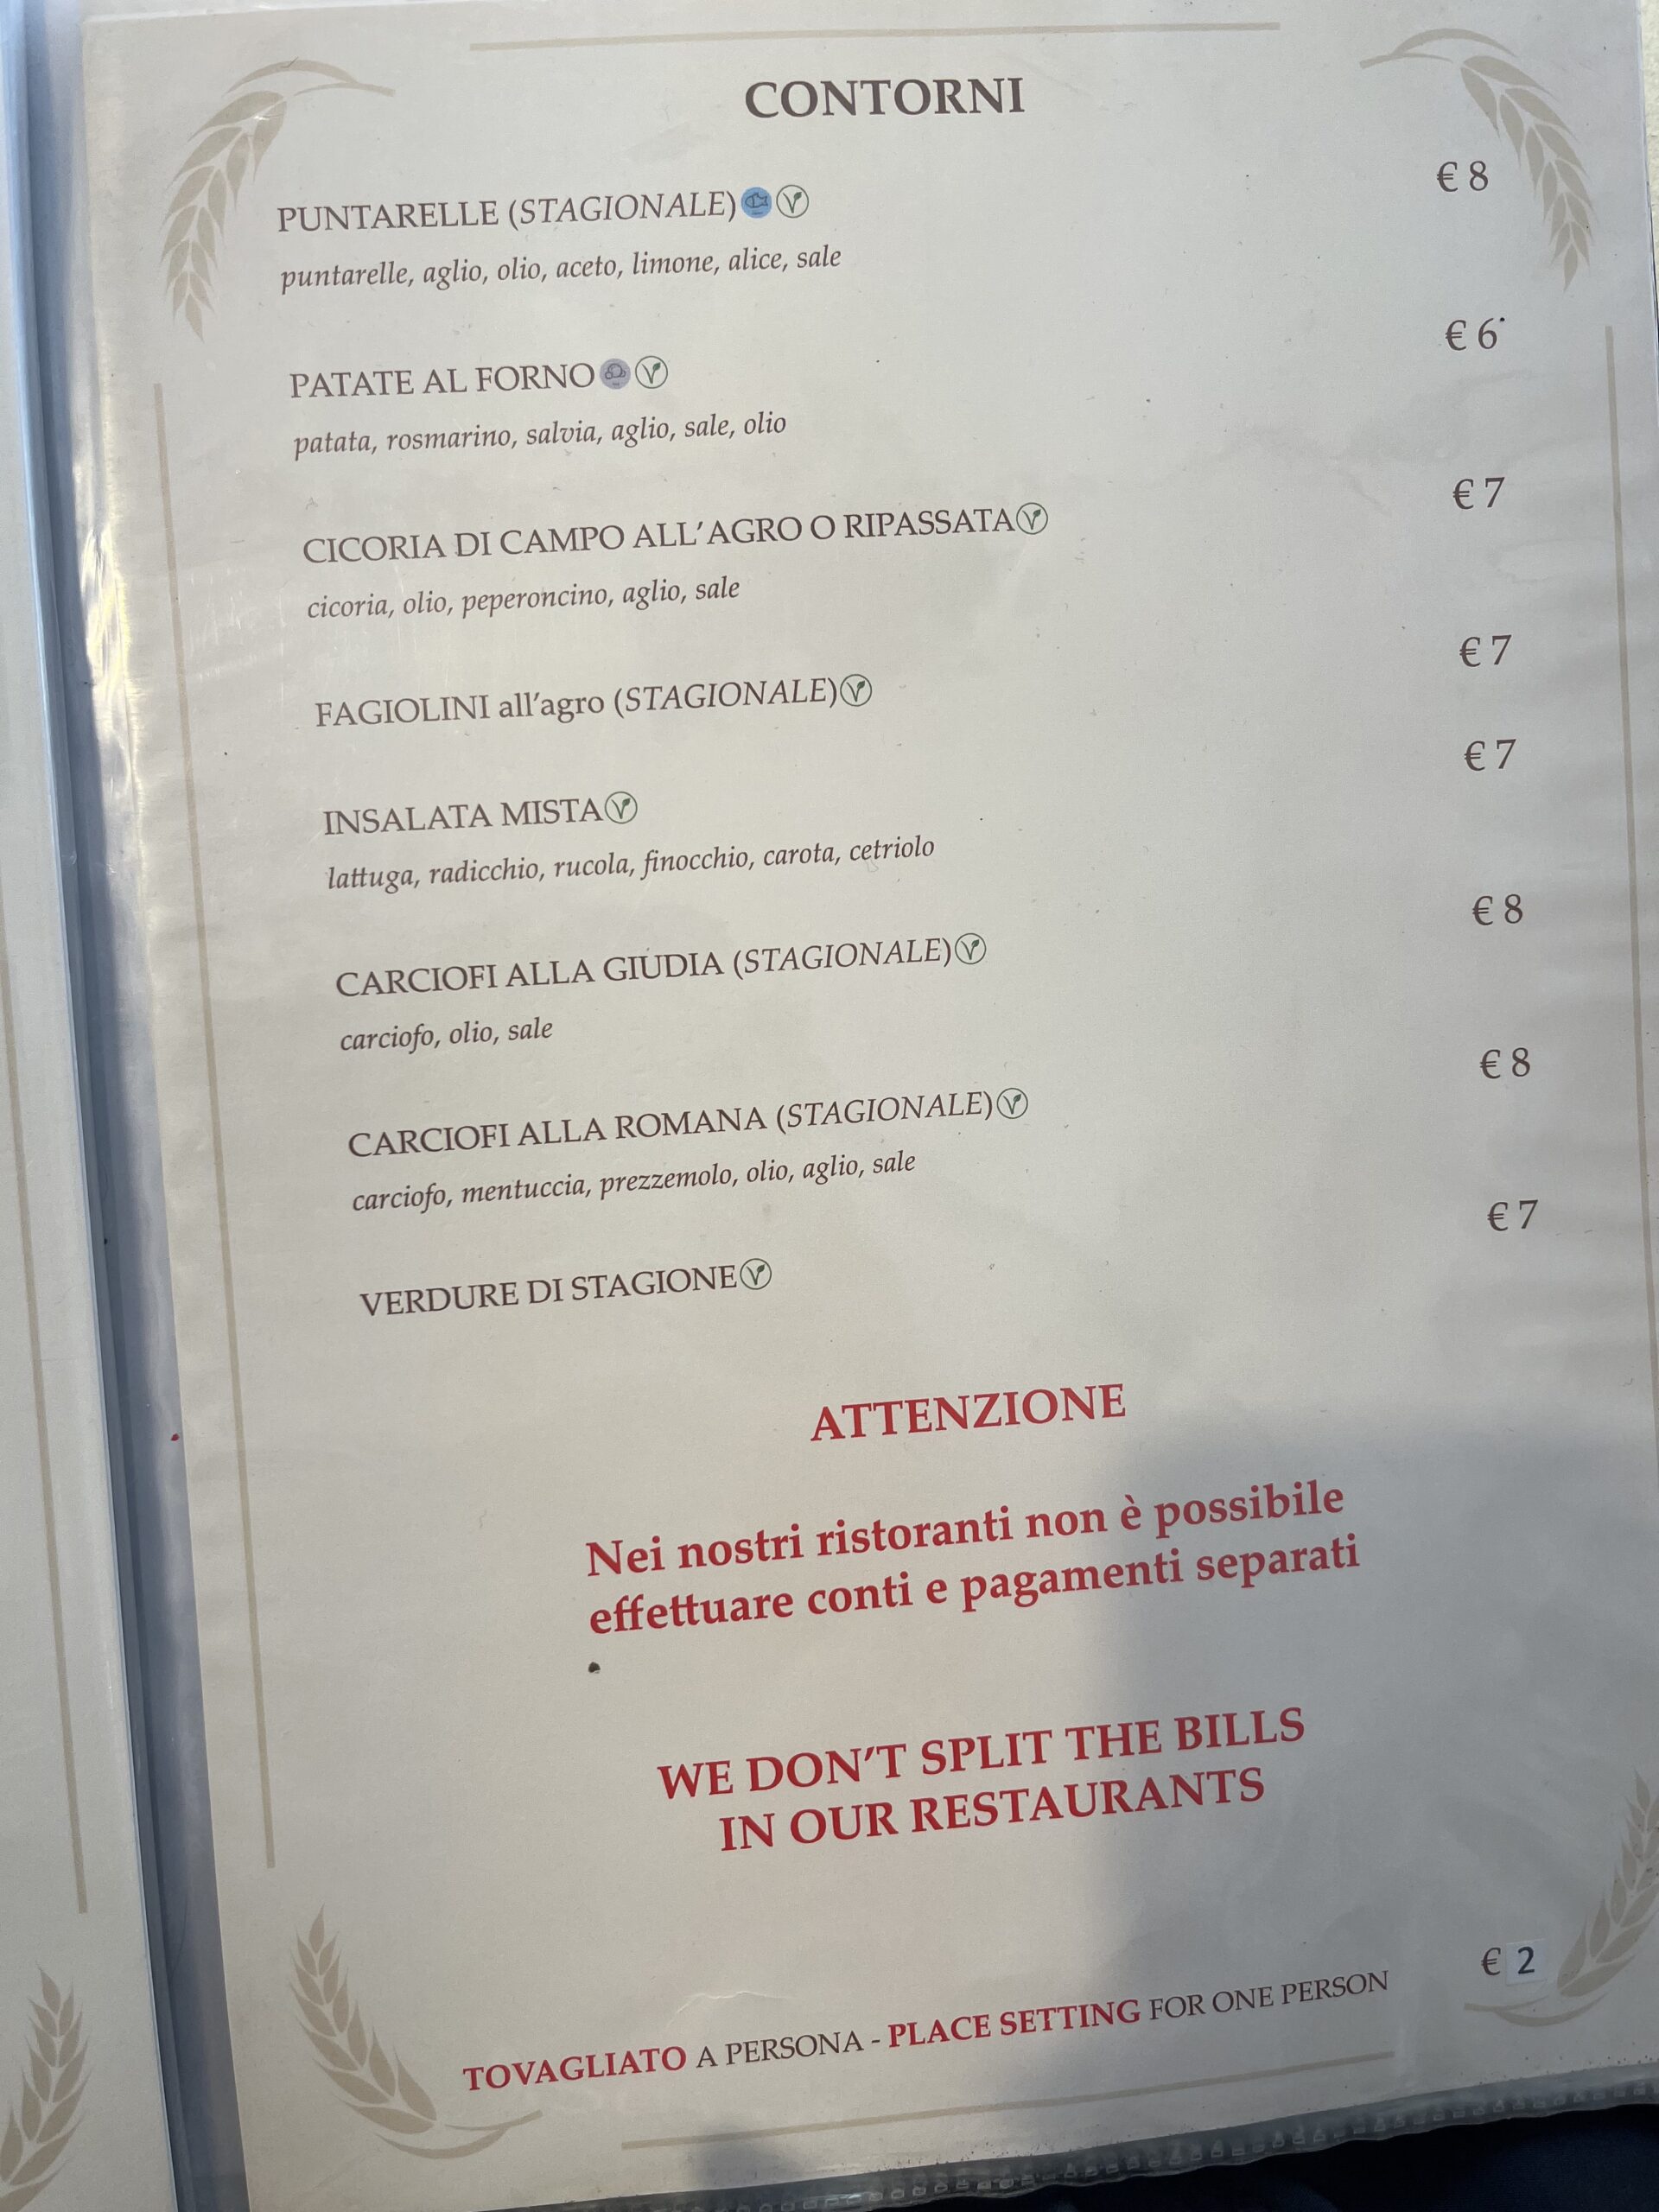 CONTORNI
PUNTARELLE (STAGIONALE) € 8
puntarelle, aglio, olio, aceto, limone, alice, sale
PATATE AL FORNO € 6
patata, rosmarino, salvia, aglio, sale, olio
CICORIA DI CAMPO ALL'AGRO O RIPASSATA € 7
cicoria, olio, peperoncino, aglio, sale
FAGIOLINI all'agro (STAGIONALE) € 7
INSALATA MISTA € 7
lattuga, radicchio, rucola, finocchio, carota, cetriolo
CARCIOFI ALLA GIUDIA (STAGIONALE) € 8
carciofo, olio, sale
CARCIOFI ALLA ROMANA (STAGIONALE) € 8
carciofo, mentuccia, prezzemolo, olio, aglio, sale
VERDURE DI STAGIONE € 7
ATTENZIONE
Nei nostri ristoranti non è possibile
effettuare conti e pagamenti separati
WE DON'T SPLIT THE BILLS
IN OUR RESTAURANTS
TOVAGLIATO A PERSONA - PLACE SETTING FOR ONE PERSON € 2